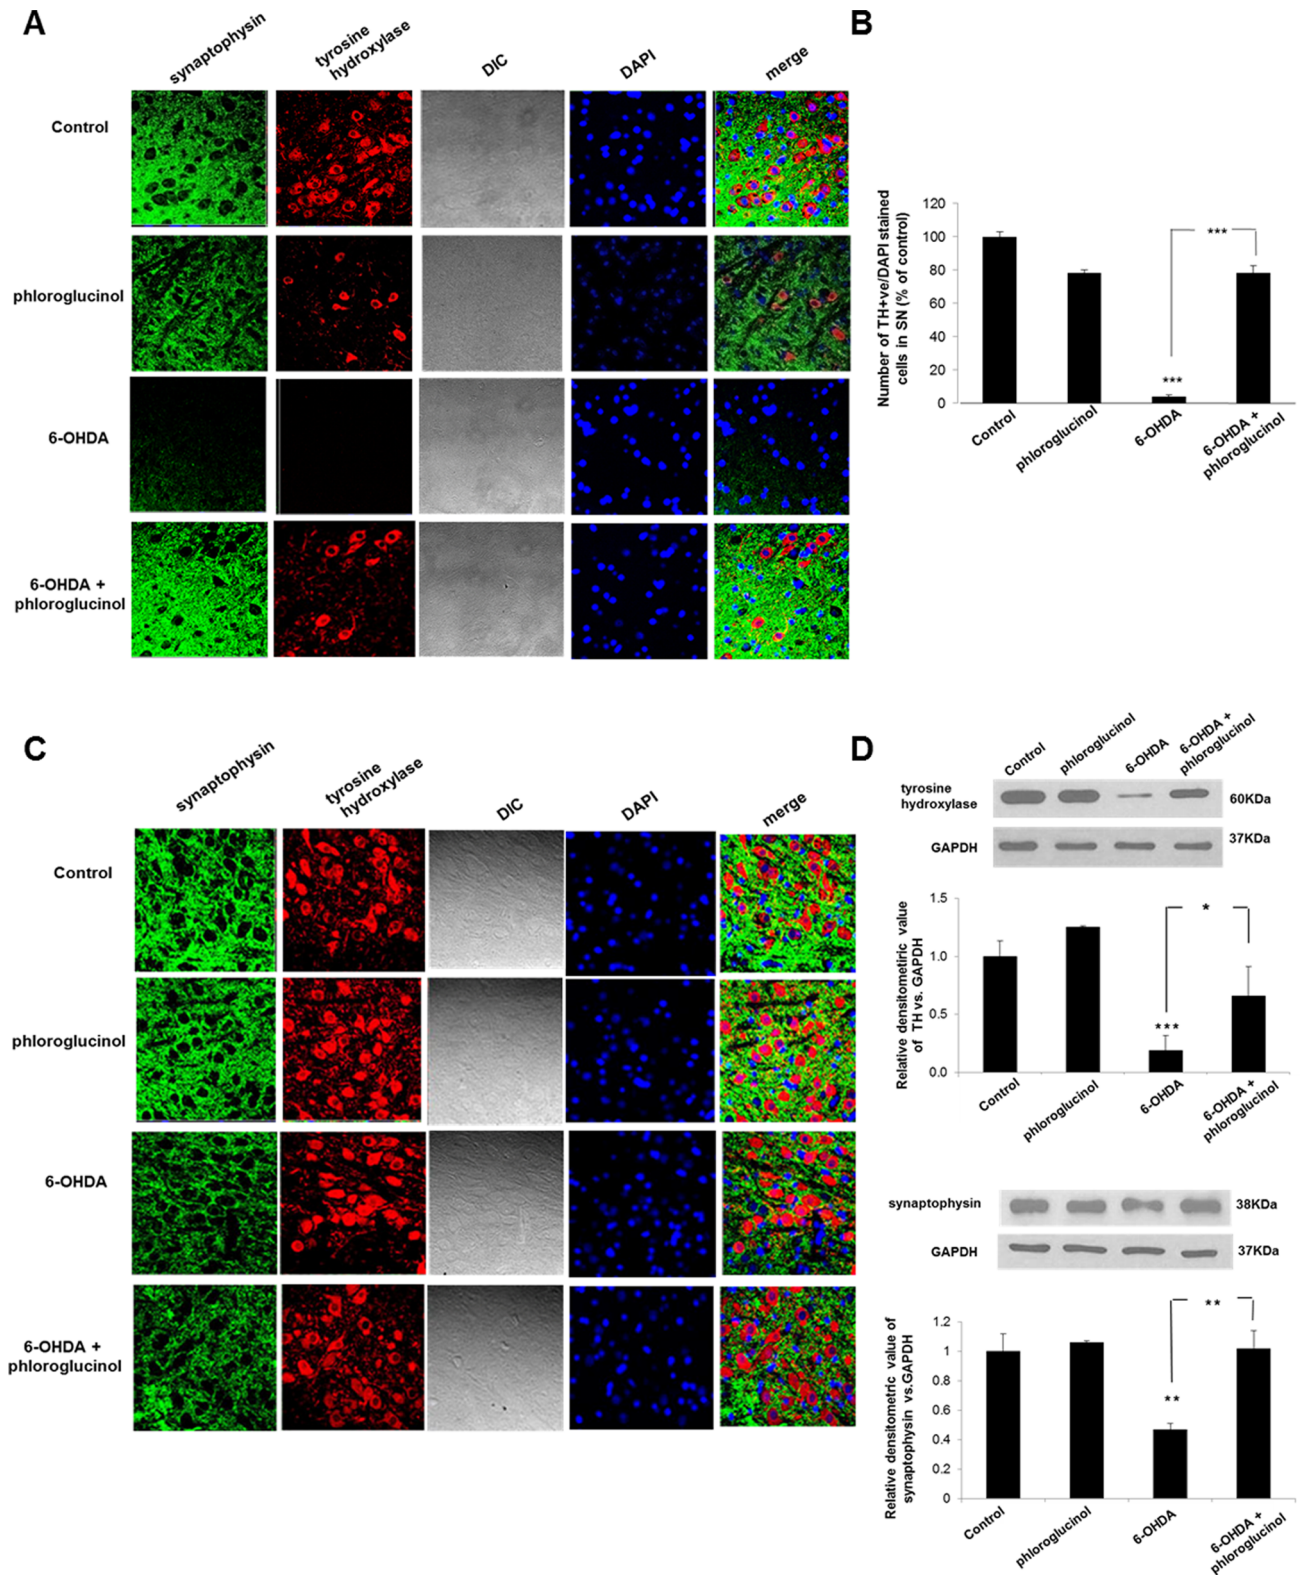 A
synaptophysin
tyrosine
hydroxylase
DIC
DAPI
merge
Control
phloroglucinol
6-OHDA
6-OHDA +
phloroglucinol
B
Number of TH+ve/DAPI stained
cells in SN (% of control)
120
100
80
60
40
20
0
***
***
Control
phloroglucinol
6-OHDA
6-OHDA +
phloroglucinol
C
synaptophysin
tyrosine
hydroxylase
DIC
DAPI
merge
Control
phloroglucinol
6-OHDA
6-OHDA +
phloroglucinol
D
Control
phloroglucinol
6-OHDA
6-OHDA +
phloroglucinol
tyrosine
hydroxylase
60KDa
GAPDH
37KDa
Relative densitometiric value
of TH vs. GAPDH
1.5
1.0
0.5
0.0
*
***
Control
phloroglucinol
6-OHDA
6-OHDA +
phloroglucinol
synaptophysin
38KDa
GAPDH
37KDa
Relative densitometric value of
synaptophysin vs.GAPDH
1.2
1
0.8
0.6
0.4
0.2
0
**
**
Control
phloroglucinol
6-OHDA
6-OHDA +
phloroglucinol